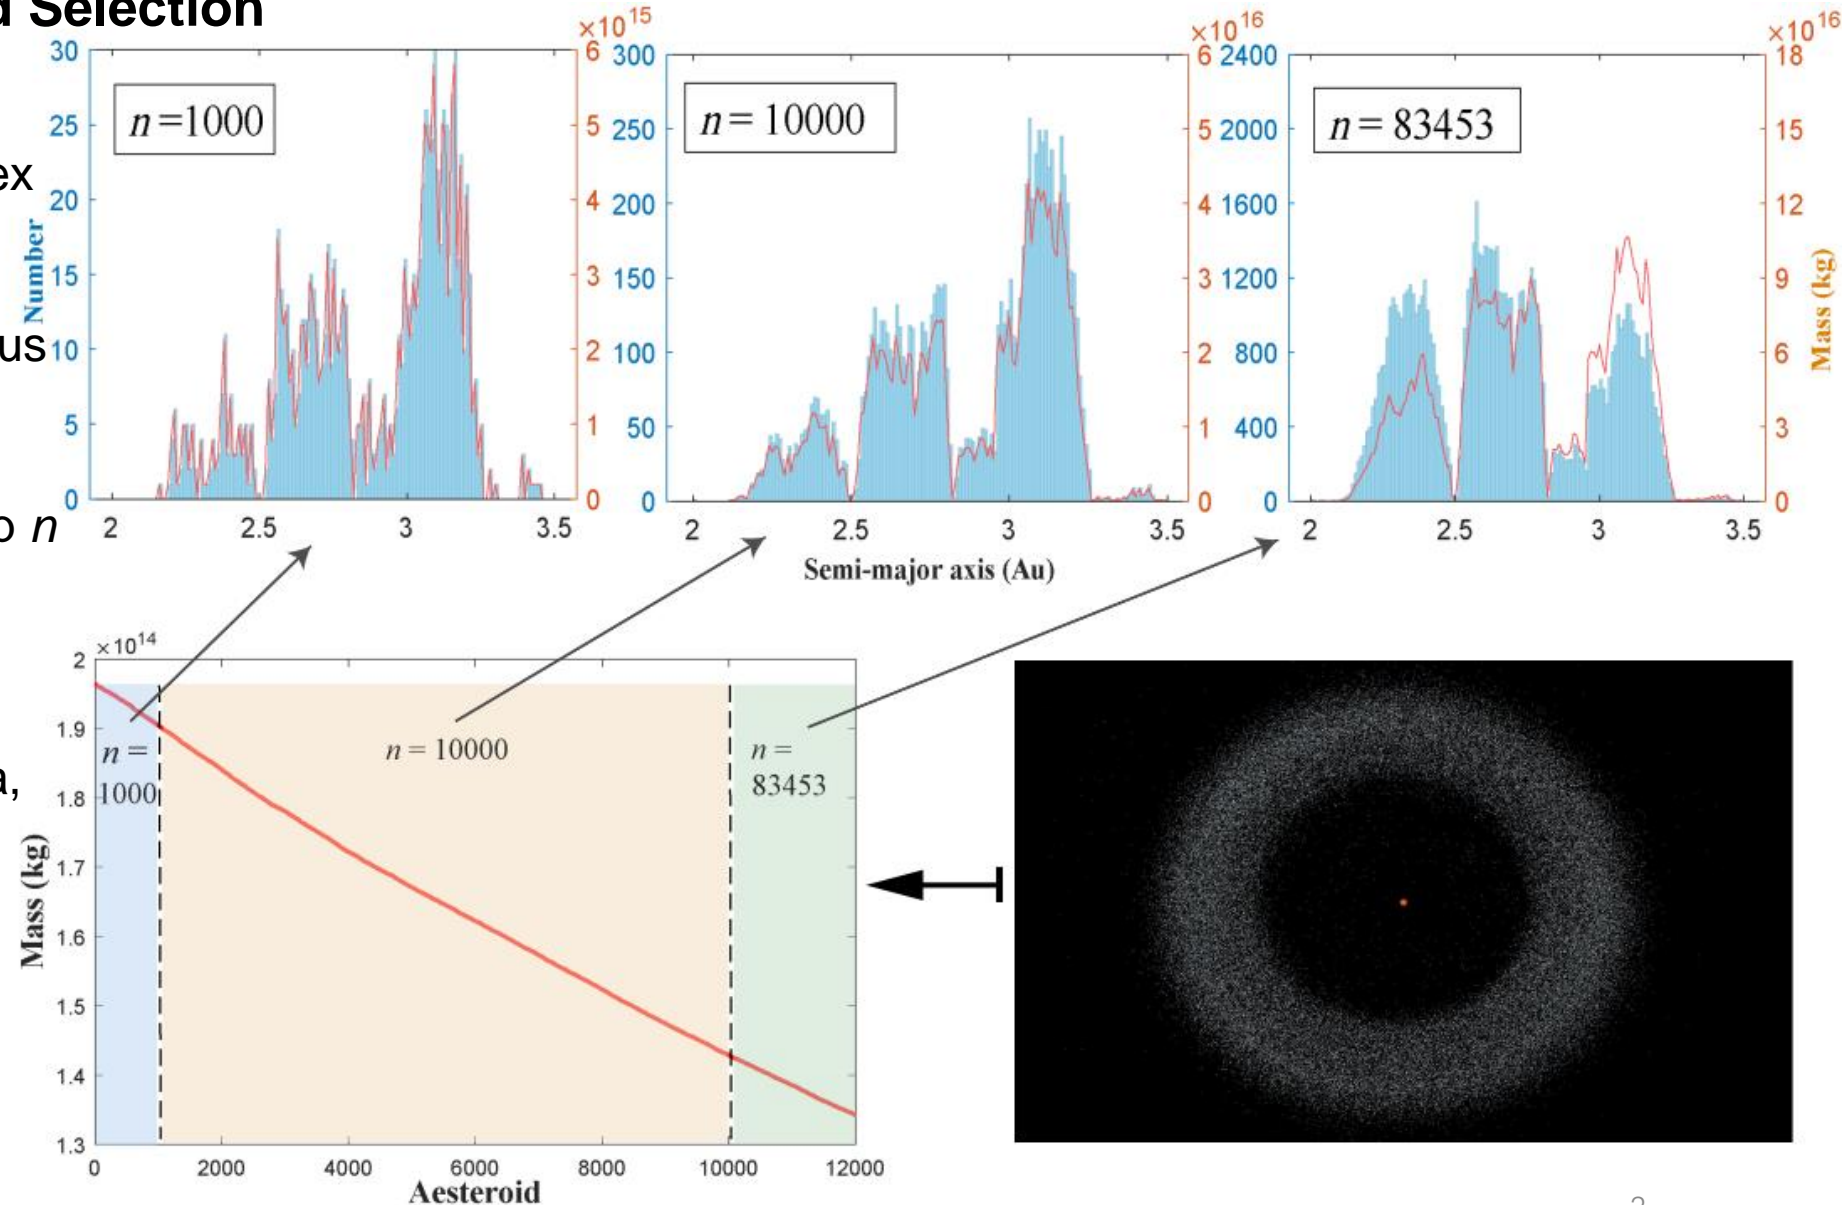 d Selection
ex
us
o n
a,
×10^15
30
25
20
15
10
5
0
Number
n=1000
6
5
4
3
2
1
0
2 2.5 3 3.5
×10^16
300
250
200
150
100
50
0
n = 10000
6
5
4
3
2
1
0
2 2.5 3 3.5
Semi-major axis (Au)
×10^16
2400
2000
1600
1200
800
400
0
n = 83453
18
15
12
9
6
3
0
Mass (kg)
2 2.5 3 3.5
×10^14
2
1.9
1.8
1.7
1.6
1.5
1.4
1.3
Mass (kg)
n =
1000
n = 10000
n =
83453
0 2000 4000 6000 8000 10000 12000
Aesteroid